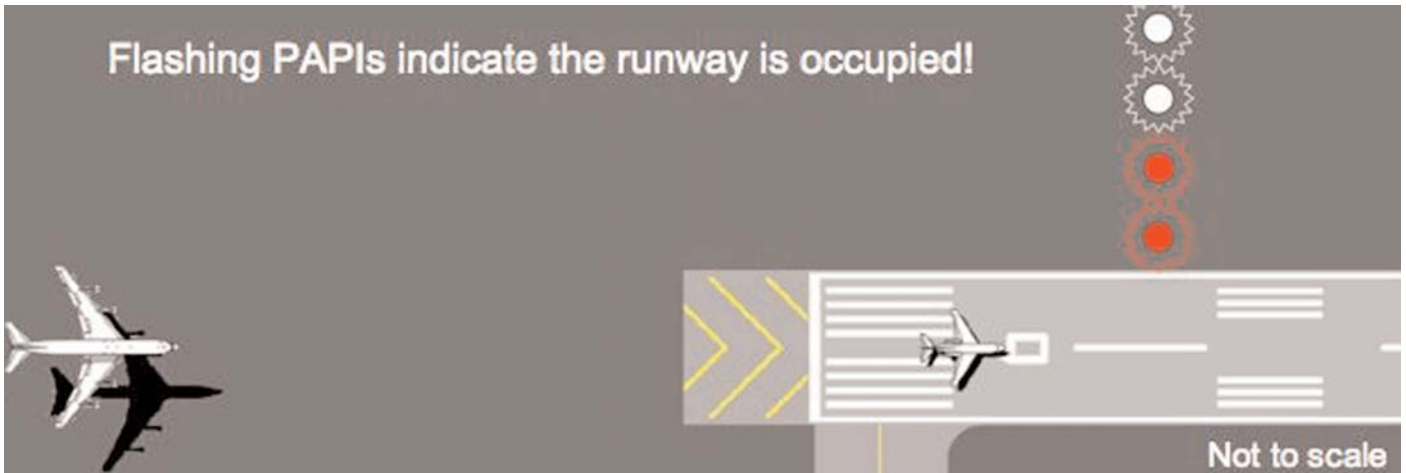 Flashing PAPIs indicate the runway is occupied!
Not to scale